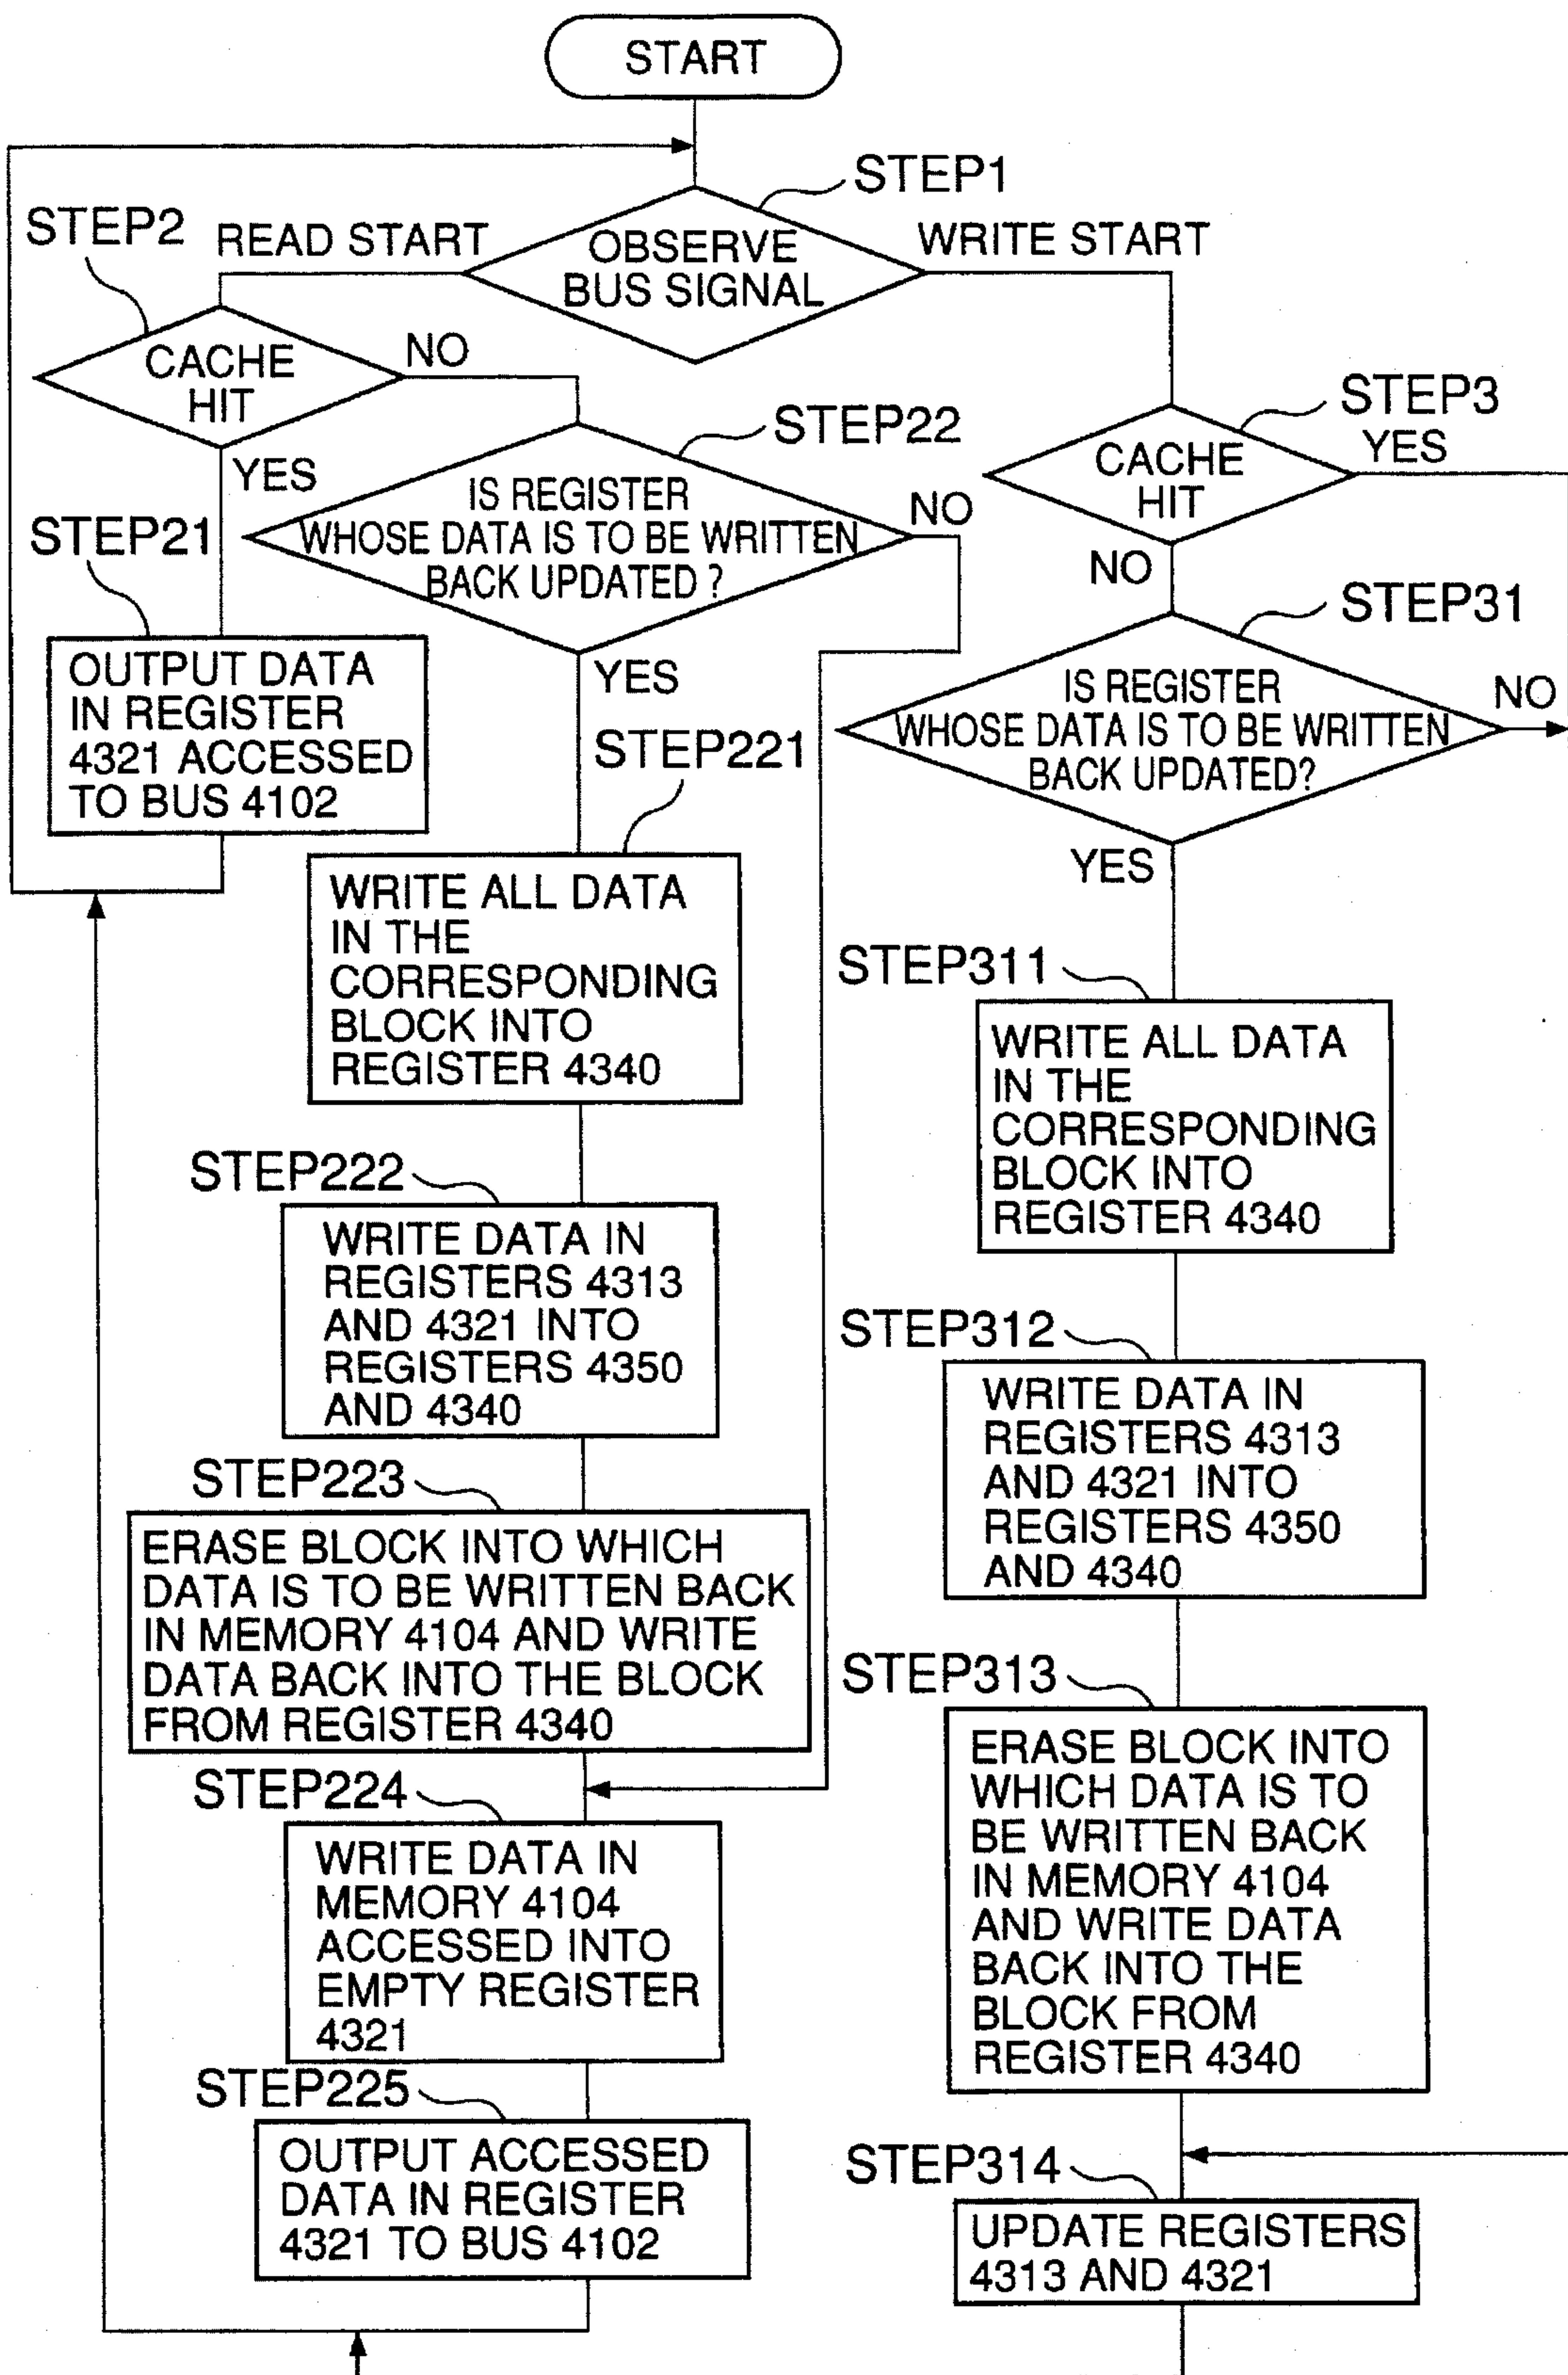 START
STEP1
STEP2
READ START
OBSERVE
BUS SIGNAL
WRITE START
CACHE
HIT
NO
YES
STEP22
IS REGISTER
WHOSE DATA IS TO BE WRITTEN
BACK UPDATED ?
NO
YES
STEP3
CACHE
HIT
YES
NO
STEP21
OUTPUT DATA
IN REGISTER
4321 ACCESSED
TO BUS 4102
STEP31
IS REGISTER
WHOSE DATA IS TO BE WRITTEN
BACK UPDATED?
NO
YES
STEP221
WRITE ALL DATA
IN THE
CORRESPONDING
BLOCK INTO
REGISTER 4340
STEP222
WRITE DATA IN
REGISTERS 4313
AND 4321 INTO
REGISTERS 4350
AND 4340
STEP223
ERASE BLOCK INTO WHICH
DATA IS TO BE WRITTEN BACK
IN MEMORY 4104 AND WRITE
DATA BACK INTO THE BLOCK
FROM REGISTER 4340
STEP224
WRITE DATA IN
MEMORY 4104
ACCESSED INTO
EMPTY REGISTER
4321
STEP225
OUTPUT ACCESSED
DATA IN REGISTER
4321 TO BUS 4102
STEP311
WRITE ALL DATA
IN THE
CORRESPONDING
BLOCK INTO
REGISTER 4340
STEP312
WRITE DATA IN
REGISTERS 4313
AND 4321 INTO
REGISTERS 4350
AND 4340
STEP313
ERASE BLOCK INTO
WHICH DATA IS TO
BE WRITTEN BACK
IN MEMORY 4104
AND WRITE DATA
BACK INTO THE
BLOCK FROM
REGISTER 4340
STEP314
UPDATE REGISTERS
4313 AND 4321